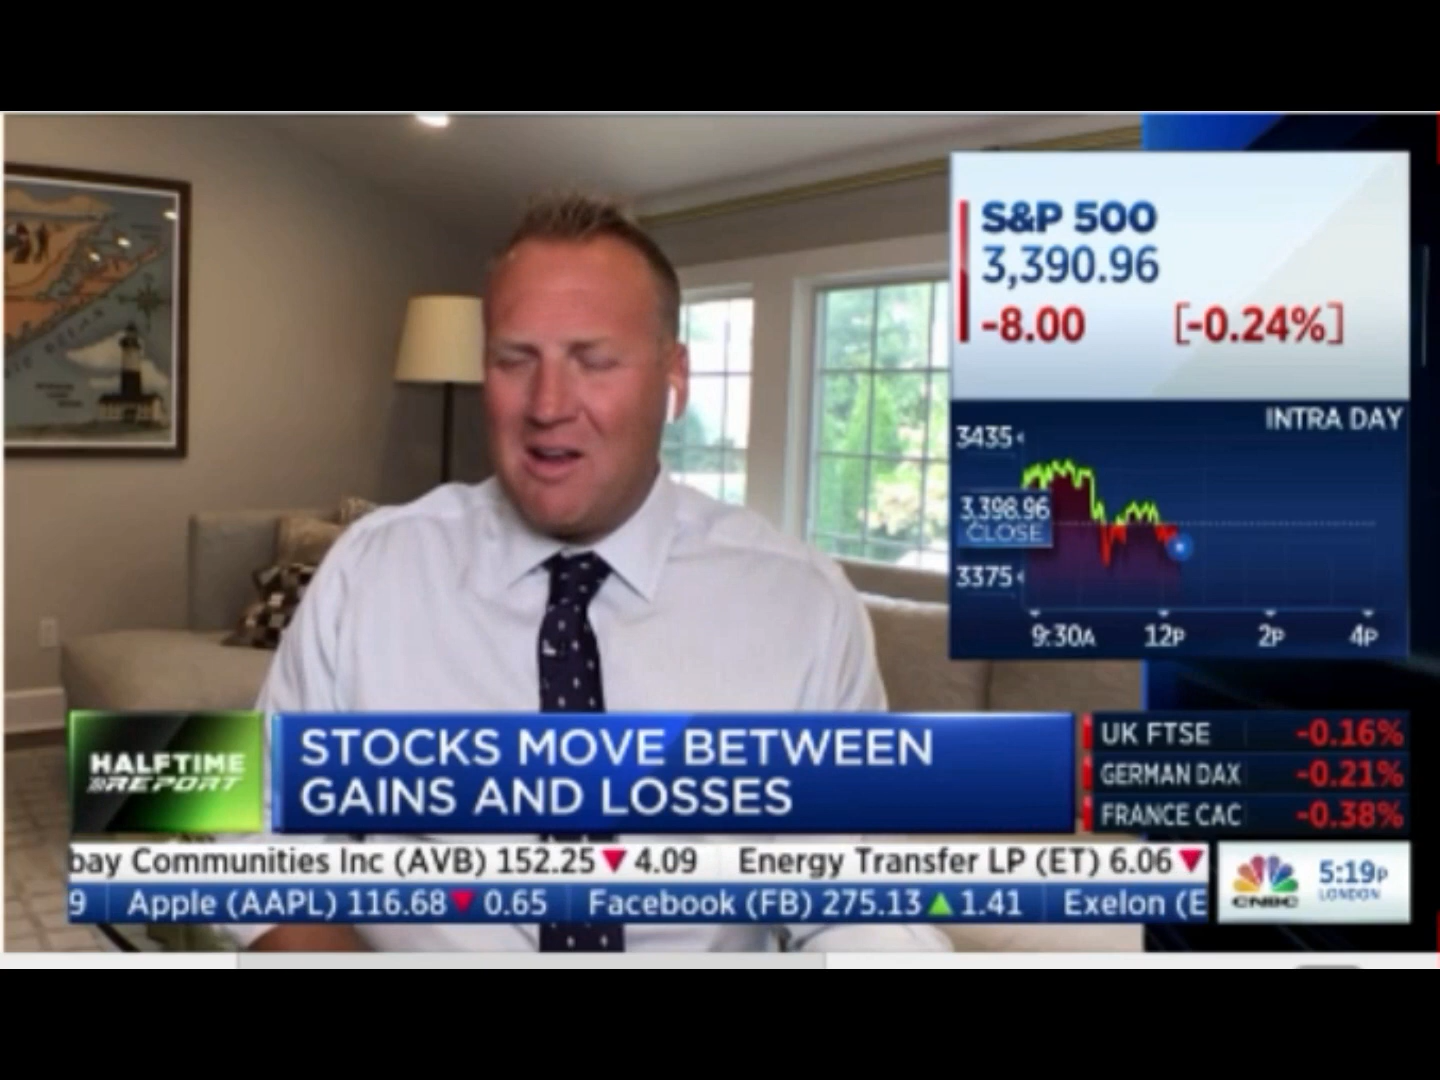 S&P 500
3,390.96
-8.00 [-0.24%]
INTRA DAY
3435
3,398.96
CLOSE
3375
9:30A 12P 2P 4P
HALFTIME
REPORT
STOCKS MOVE BETWEEN
GAINS AND LOSSES
UK FTSE -0.16%
GERMAN DAX -0.21%
FRANCE CAC -0.38%
bay Communities Inc (AVB) 152.25▼4.09 Energy Transfer LP (ET) 6.06▼
9 Apple (AAPL) 116.68▼0.65 Facebook (FB) 275.13▲1.41 Exelon (E
CNBC
5:19P
LONDON